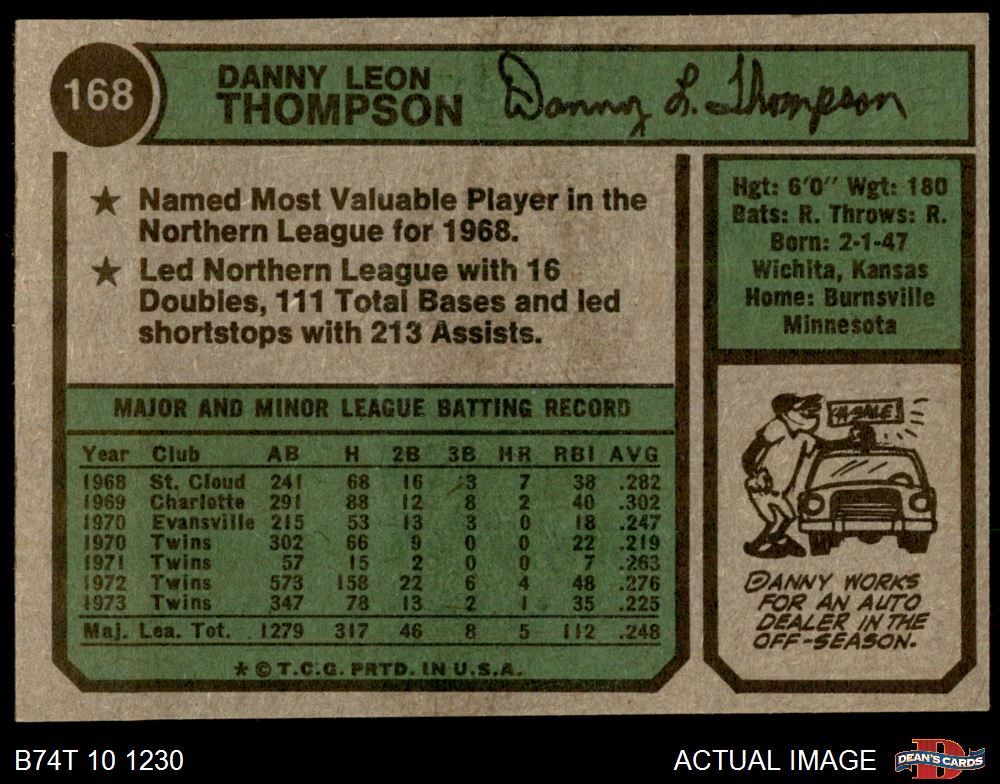 168
DANNY LEON
THOMPSON
Danny L. Thompson
★ Named Most Valuable Player in the
Northern League for 1968.
★ Led Northern League with 16
Doubles, 111 Total Bases and led
shortstops with 213 Assists.
Hgt: 6'0" Wgt: 180
Bats: R. Throws: R.
Born: 2-1-47
Wichita, Kansas
Home: Burnsville
Minnesota
MAJOR AND MINOR LEAGUE BATTING RECORD
Year Club AB H 2B 3B HR RBI AVG
1968 St. Cloud 241 68 16 3 7 38 .282
1969 Charlotte 291 88 12 8 2 40 .302
1970 Evansville 215 53 13 3 0 18 .247
1970 Twins 302 66 9 0 0 22 .219
1971 Twins 57 15 2 0 0 7 .263
1972 Twins 573 158 22 6 4 48 .276
1973 Twins 347 78 13 2 1 35 .225
Maj. Lea. Tot. 1279 317 46 8 5 112 .248
* © T.C.G. PRTD. IN U.S.A.
SALE
DANNY WORKS
FOR AN AUTO
DEALER IN THE
OFF-SEASON.
B74T 10 1230
ACTUAL IMAGE
DEAN'S CARDS